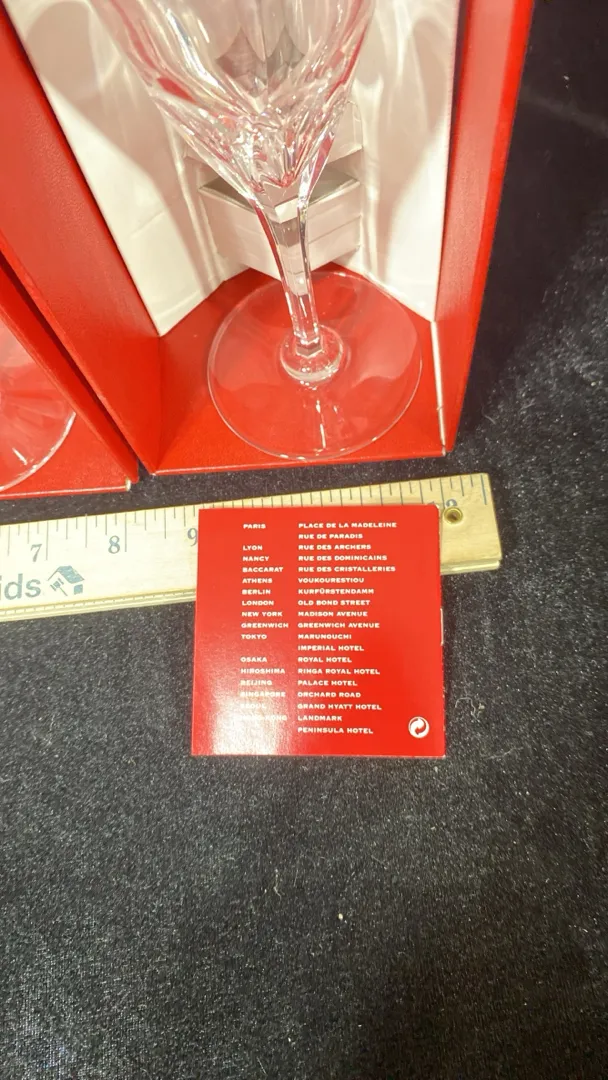 7 8 9 12
ids
PARIS PLACE DE LA MADELEINE
RUE DE PARADIS
LYON RUE DES ARCHERS
NANCY RUE DES DOMINICAINS
BACCARAT RUE DES CRISTALLERIES
ATHENS VOUKOURESTIOU
BERLIN KURFÜRSTENDAMM
LONDON OLD BOND STREET
NEW YORK MADISON AVENUE
GREENWICH GREENWICH AVENUE
TOKYO MARUNOUCHI
IMPERIAL HOTEL
OSAKA ROYAL HOTEL
HIROSHIMA RINGA ROYAL HOTEL
BEIJING PALACE HOTEL
SINGAPORE ORCHARD ROAD
SEOUL GRAND HYATT HOTEL
LANDMARK
PENINSULA HOTEL